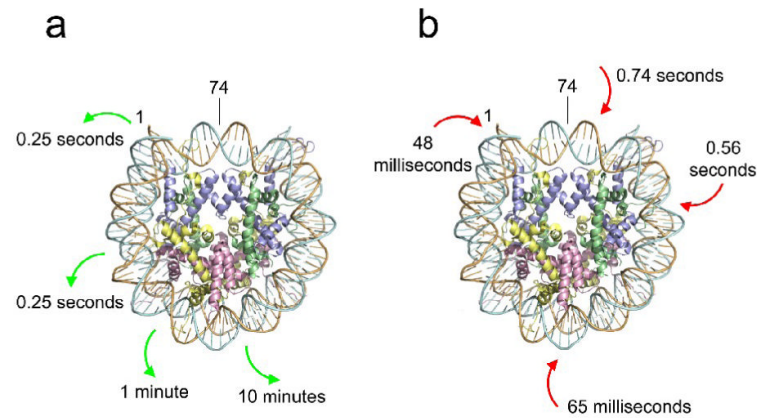 a
74
1
0.25 seconds
0.25 seconds
1 minute
10 minutes
b
74
0.74 seconds
1
48
milliseconds
0.56
seconds
65 milliseconds